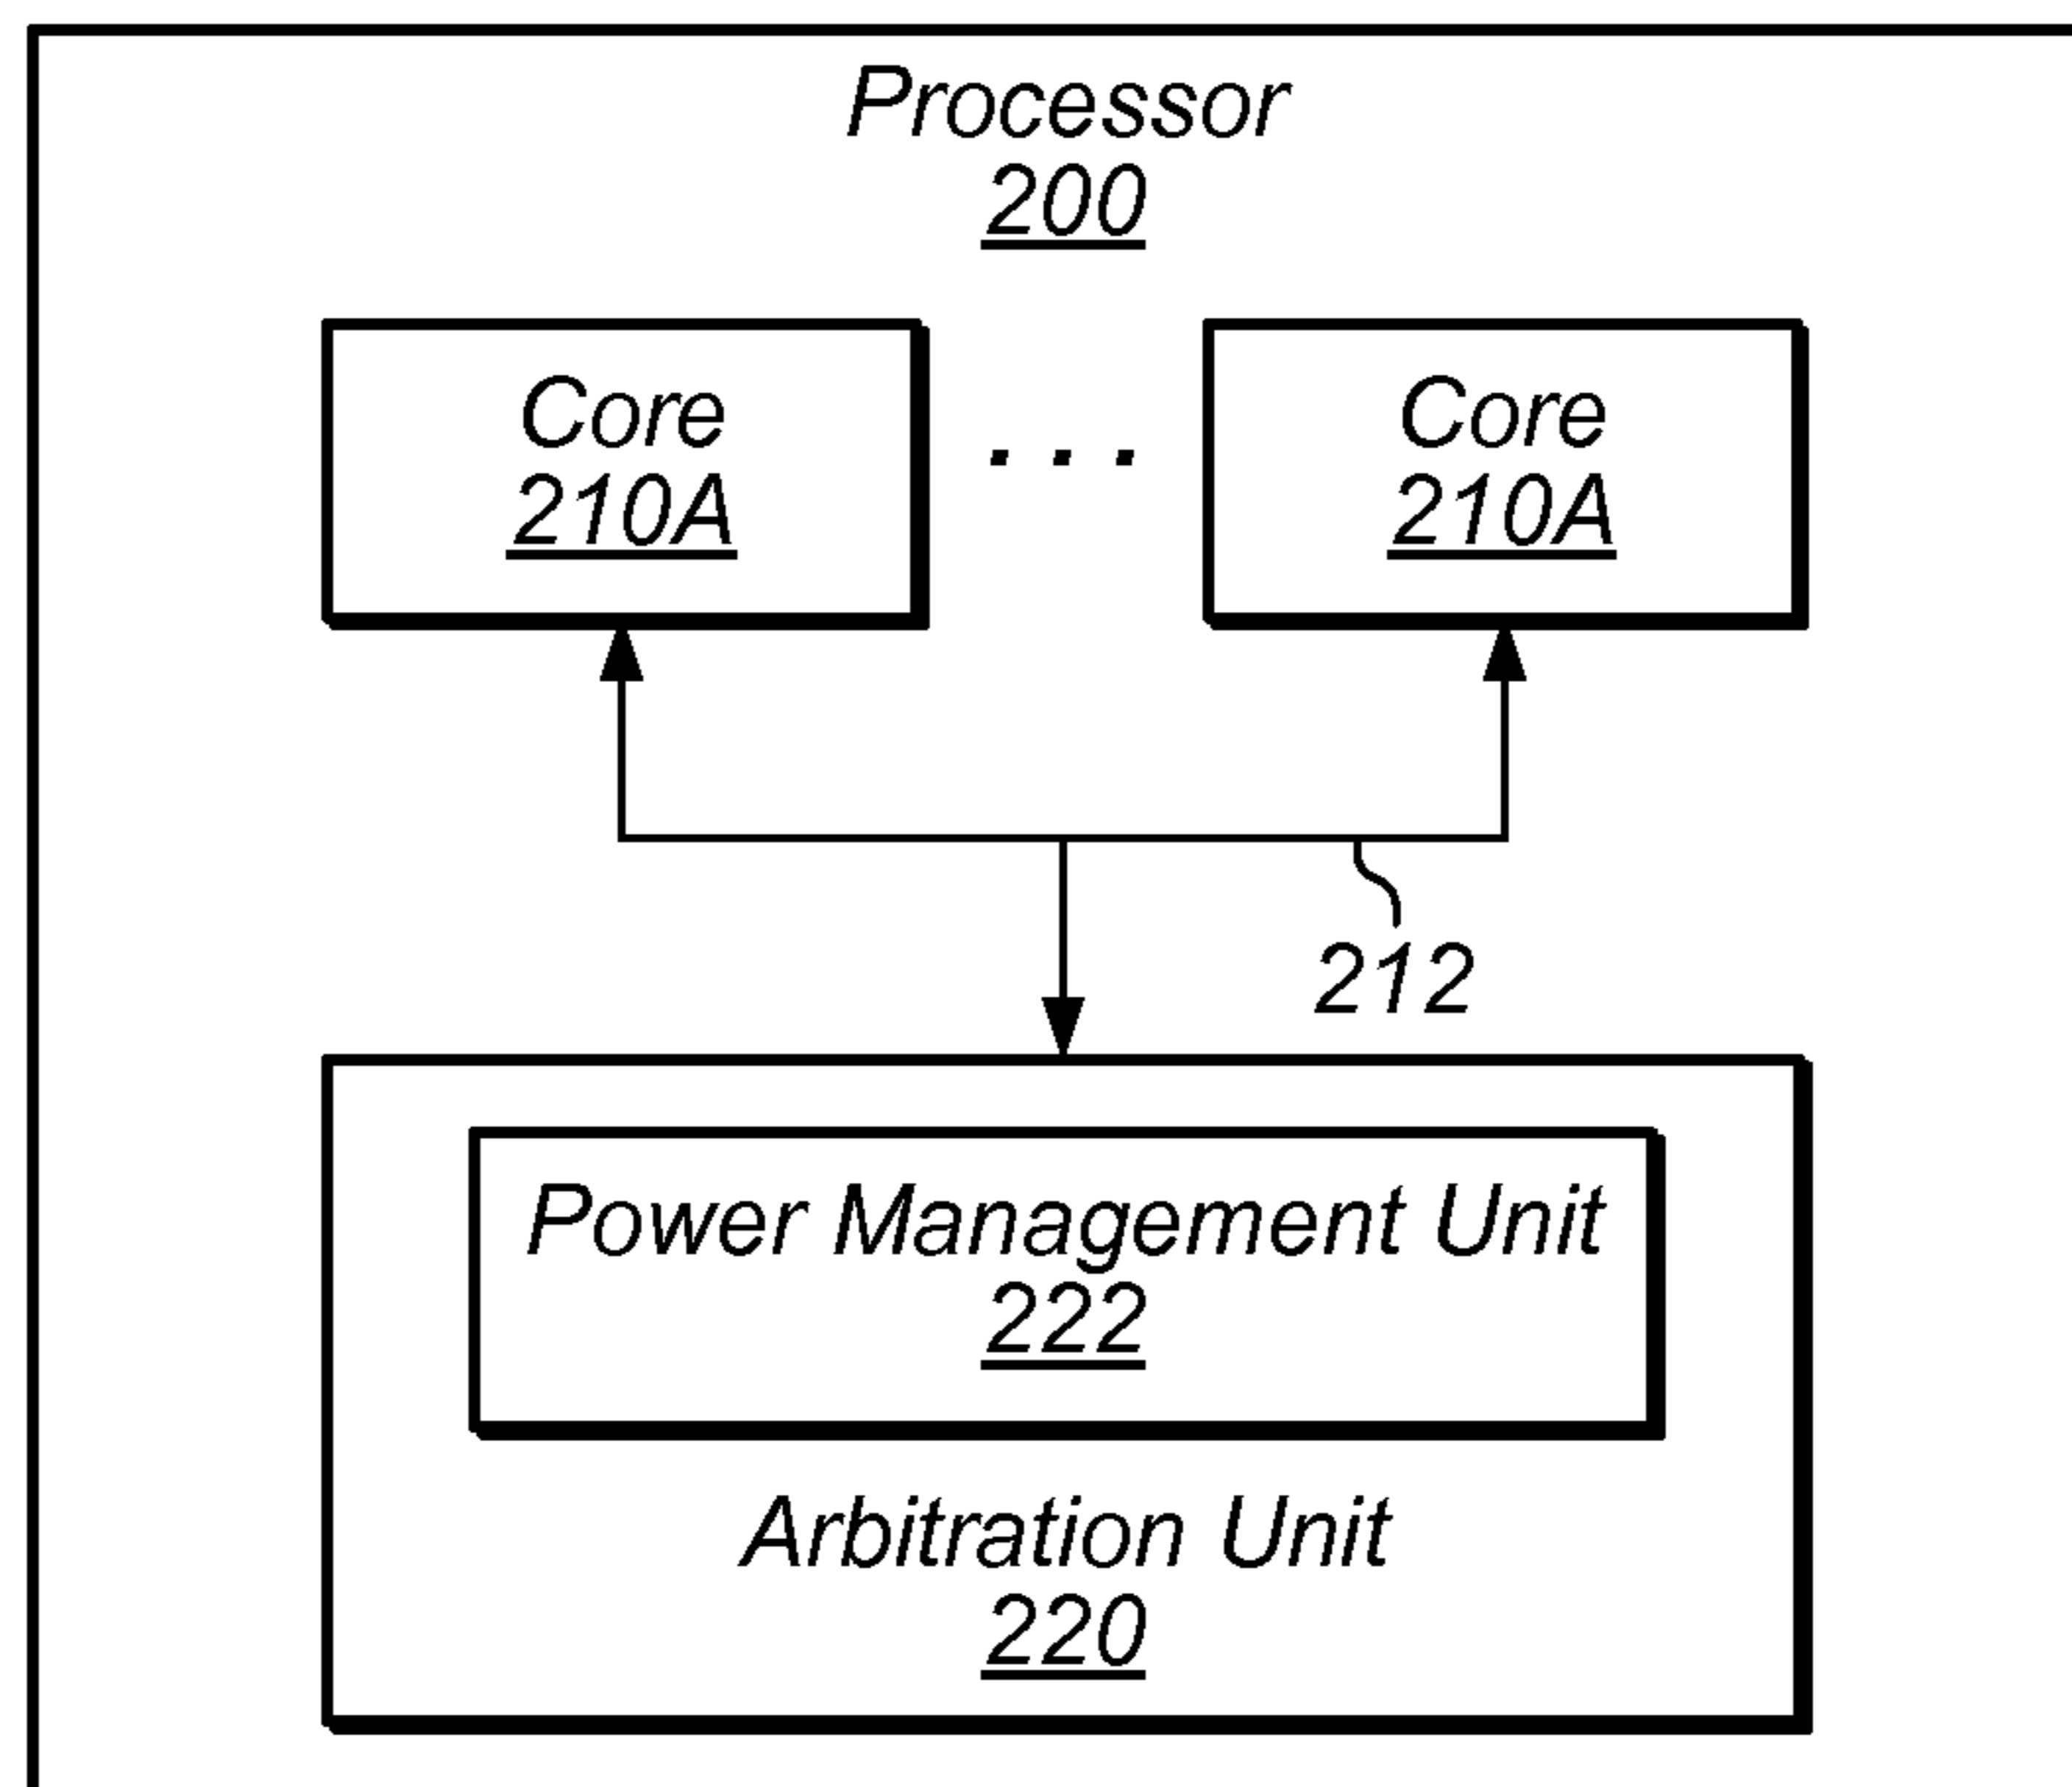 Processor
200
Core
210A
. . .
Core
210A
212
Power Management Unit
222
Arbitration Unit
220